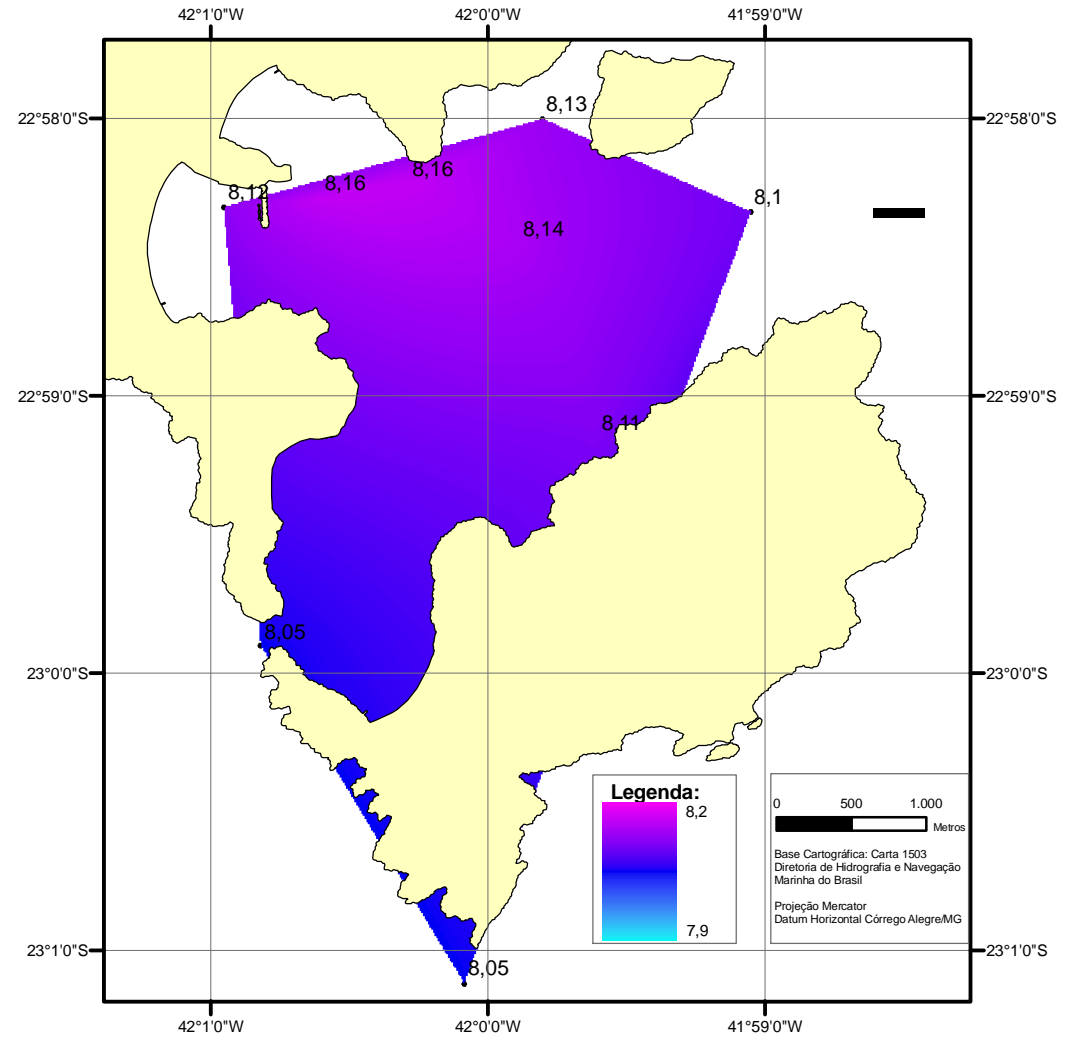 42°1'0"W 42°0'0"W 41°59'0"W
8,13
22°58'0"S 22°58'0"S
8,16
8,16
8,12
8,1
8,14
22°59'0"S 22°59'0"S
8,11
8,05
23°0'0"S 23°0'0"S
Legenda:
8,2
7,9
0 500 1.000
Metros
Base Cartográfica: Carta 1503
Diretoria de Hidrografia e Navegação
Marinha do Brasil
Projeção Mercator
Datum Horizontal Córrego Alegre/MG
23°1'0"S 23°1'0"S
8,05
42°1'0"W 42°0'0"W 41°59'0"W